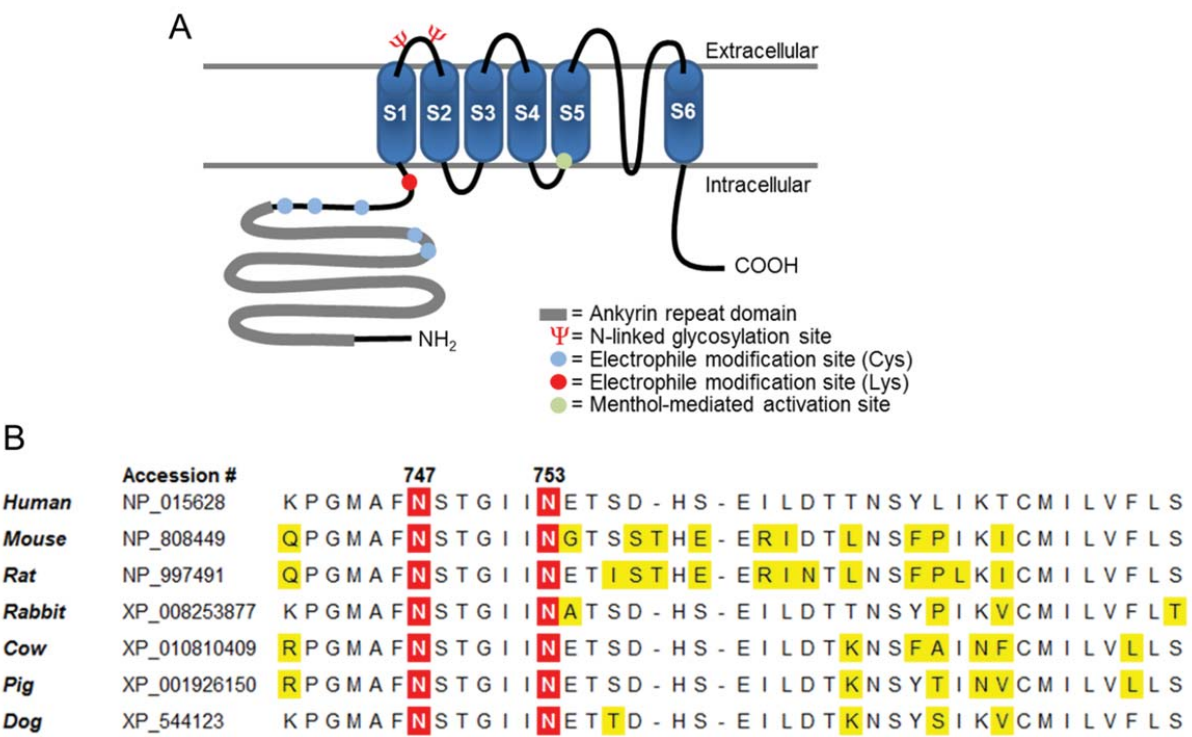 A
Ψ Ψ
Extracellular
S1 S2 S3 S4 S5 S6
Intracellular
COOH
NH2
= Ankyrin repeat domain
Ψ = N-linked glycosylation site
= Electrophile modification site (Cys)
= Electrophile modification site (Lys)
= Menthol-mediated activation site
B
Accession # 747 753
Human NP_015628 K P G M A F N S T G I I N E T S D - H S - E I L D T T N S Y L I K T C M I L V F L S
Mouse NP_808449 Q P G M A F N S T G I I N G T S S T H E - E R I D T L N S F P I K I C M I L V F L S
Rat NP_997491 Q P G M A F N S T G I I N E T I S T H E - E R I N T L N S F P L K I C M I L V F L S
Rabbit XP_008253877 K P G M A F N S T G I I N A T S D - H S - E I L D T T N S Y P I K V C M I L V F L T
Cow XP_010810409 R P G M A F N S T G I I N E T S D - H S - E I L D T K N S F A I N F C M I L V L L S
Pig XP_001926150 R P G M A F N S T G I I N E T S D - H S - E I L D T K N S Y T I N V C M I L V L L S
Dog XP_544123 K P G M A F N S T G I I N E T T D - H S - E I L D T K N S Y S I K V C M I L V F L S